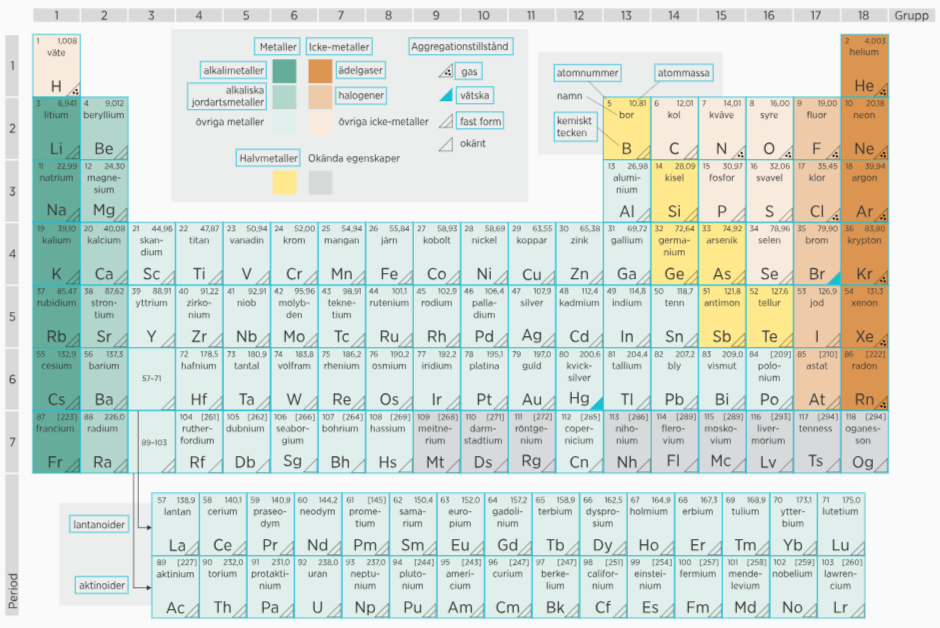 1 2 3 4 5 6 7 8 9 10 11 12 13 14 15 16 17 18 Grupp
Metaller Icke-metaller
alkalimetaller ädelgaser
alkaliska
jordartsmetaller
halogener
övriga metaller övriga icke-metaller
Halvmetaller Okända egenskaper
Aggregationstillstånd
gas
vätska
fast form
okänt
atomnummer atommassa
namn
kemiskt
tecken
1
1 1,008
väte
H
2 4,003
helium
He
2
3 6,941
litium
Li
4 9,012
beryllium
Be
5 10,81
bor
B
6 12,01
kol
C
7 14,01
kväve
N
8 16,00
syre
O
9 19,00
fluor
F
10 20,18
neon
Ne
3
11 22,99
natrium
Na
12 24,30
magne-
sium
Mg
13 26,98
alumi-
nium
Al
14 28,09
kisel
Si
15 30,97
fosfor
P
16 32,06
svavel
S
17 35,45
klor
Cl
18 39,94
argon
Ar
4
19 39,10
kalium
K
20 40,08
kalcium
Ca
21 44,96
skan-
dium
Sc
22 47,87
titan
Ti
23 50,94
vanadin
V
24 52,00
krom
Cr
25 54,94
mangan
Mn
26 55,84
järn
Fe
27 58,93
kobolt
Co
28 58,69
nickel
Ni
29 63,55
koppar
Cu
30 65,38
zink
Zn
31 69,72
gallium
Ga
32 72,64
germa-
nium
Ge
33 74,92
arsenik
As
34 78,96
selen
Se
35 79,90
brom
Br
36 83,80
krypton
Kr
5
37 85,47
rubidium
Rb
38 87,62
stron-
tium
Sr
39 88,91
yttrium
Y
40 91,22
zirko-
nium
Zr
41 92,91
niob
Nb
42 95,96
molyb-
den
Mo
43 98,91
tekne-
tium
Tc
44 101,1
rutenium
Ru
45 102,9
rodium
Rh
46 106,4
palla-
dium
Pd
47 107,9
silver
Ag
48 112,4
kadmium
Cd
49 114,8
indium
In
50 118,7
tenn
Sn
51 121,8
antimon
Sb
52 127,6
tellur
Te
53 126,9
jod
I
54 131,3
xenon
Xe
6
55 132,9
cesium
Cs
56 137,3
barium
Ba
57–71
72 178,5
hafnium
Hf
73 180,9
tantal
Ta
74 183,8
volfram
W
75 186,2
rhenium
Re
76 190,2
osmium
Os
77 192,2
iridium
Ir
78 195,1
platina
Pt
79 197,0
guld
Au
80 200,6
kvick-
silver
Hg
81 204,4
tallium
Tl
82 207,2
bly
Pb
83 209,0
vismut
Bi
84 [209]
polo-
nium
Po
85 [210]
astat
At
86 [222]
radon
Rn
7
87 [223]
francium
Fr
88 226,0
radium
Ra
89–103
104 [261]
ruther-
fordium
Rf
105 [262]
dubnium
Db
106 [266]
seabor-
gium
Sg
107 [264]
bohrium
Bh
108 [269]
hassium
Hs
109 [268]
meitne-
rium
Mt
110 [271]
darm-
stadtium
Ds
111 [272]
röntge-
nium
Rg
112 [285]
coper-
nicium
Cn
113 [286]
niho-
nium
Nh
114 [289]
flero-
vium
Fl
115 [289]
mosko-
vium
Mc
116 [293]
liver-
morium
Lv
117 [294]
tenness
Ts
118 [294]
oganes-
son
Og
Period
lantanoider
57 138,9
lantan
La
58 140,1
cerium
Ce
59 140,9
praseo-
dym
Pr
60 144,2
neodym
Nd
61 [145]
prome-
tium
Pm
62 150,4
sama-
rium
Sm
63 152,0
euro-
pium
Eu
64 157,2
gadoli-
nium
Gd
65 158,9
terbium
Tb
66 162,5
dyspro-
sium
Dy
67 164,9
holmium
Ho
68 167,3
erbium
Er
69 168,9
tulium
Tm
70 173,1
ytter-
bium
Yb
71 175,0
lutetium
Lu
aktinoider
89 [227]
aktinium
Ac
90 232,0
torium
Th
91 231,0
protakti-
nium
Pa
92 238,0
uran
U
93 237,0
neptu-
nium
Np
94 [244]
pluto-
nium
Pu
95 [243]
ameri-
cium
Am
96 [247]
curium
Cm
97 [247]
berke-
lium
Bk
98 [251]
califor-
nium
Cf
99 [254]
einstei-
nium
Es
100 [257]
fermium
Fm
101 [258]
mende-
levium
Md
102 [259]
nobelium
No
103 [260]
lawren-
cium
Lr